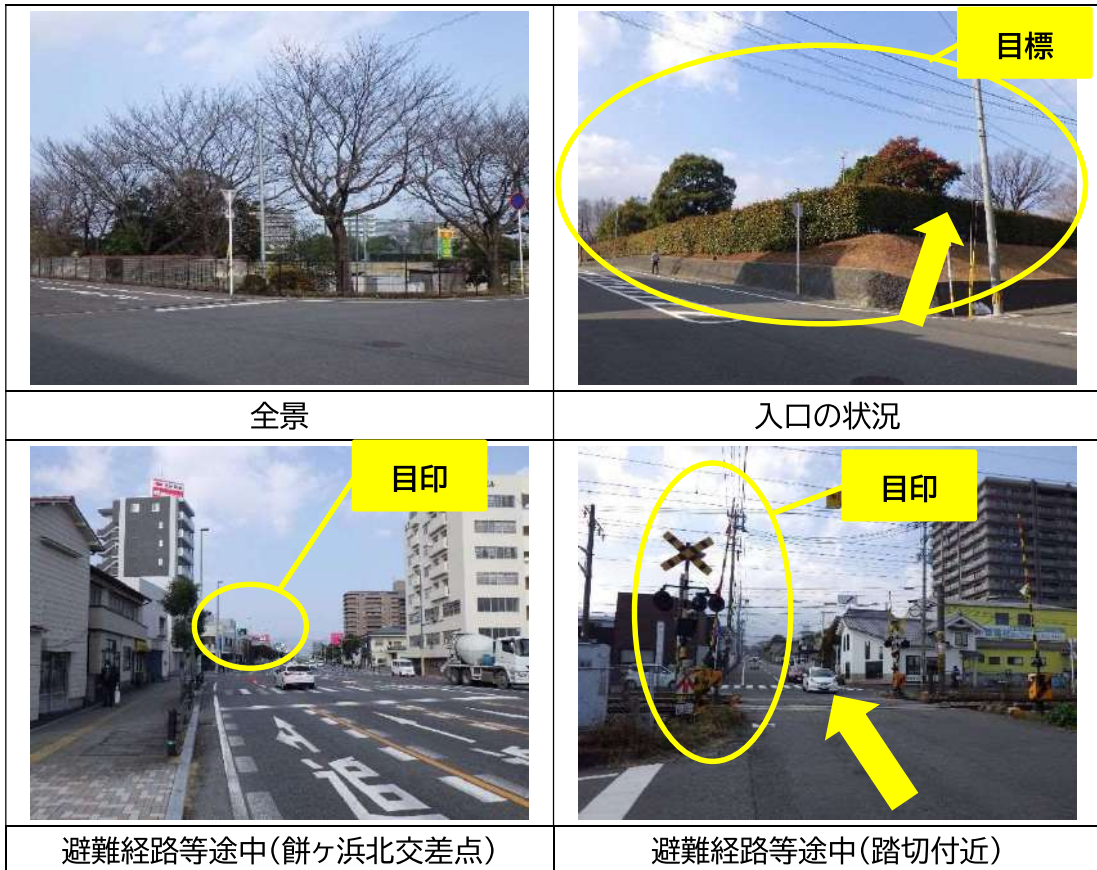 目標
全景
入口の状況
目印
目印
追
避難経路等途中(餅ヶ浜北交差点)
避難経路等途中(踏切付近)